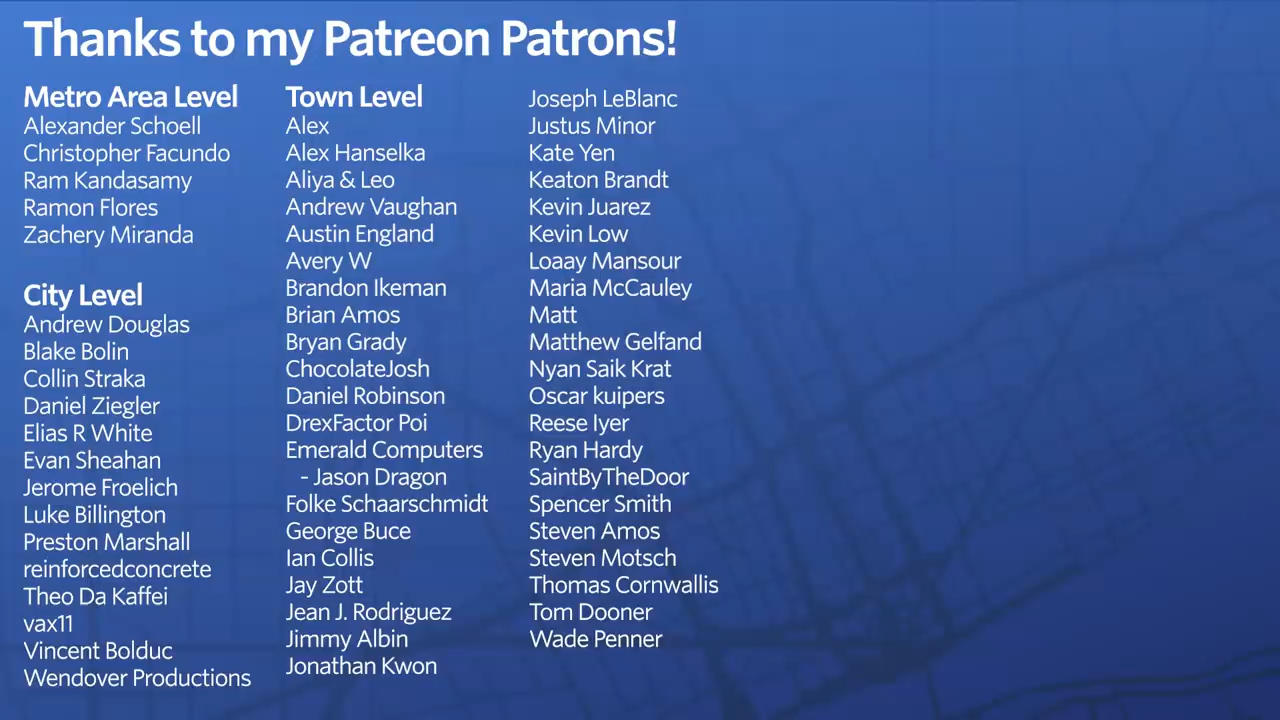 Thanks to my Patreon Patrons!
Metro Area Level
Alexander Schoell
Christopher Facundo
Ram Kandasamy
Ramon Flores
Zachery Miranda
City Level
Andrew Douglas
Blake Bolin
Collin Straka
Daniel Ziegler
Elias R White
Evan Sheahan
Jerome Froelich
Luke Billington
Preston Marshall
reinforcedconcrete
Theo Da Kaffei
vax11
Vincent Bolduc
Wendover Productions
Town Level
Alex
Alex Hanselka
Aliya & Leo
Andrew Vaughan
Austin England
Avery W
Brandon Ikeman
Brian Amos
Bryan Grady
ChocolateJosh
Daniel Robinson
DrexFactor Poi
Emerald Computers
- Jason Dragon
Folke Schaarschmidt
George Buce
Ian Collis
Jay Zott
Jean J. Rodriguez
Jimmy Albin
Jonathan Kwon
Joseph LeBlanc
Justus Minor
Kate Yen
Keaton Brandt
Kevin Juarez
Kevin Low
Loaay Mansour
Maria McCauley
Matt
Matthew Gelfand
Nyan Saik Krat
Oscar kuipers
Reese Iyer
Ryan Hardy
SaintByTheDoor
Spencer Smith
Steven Amos
Steven Motsch
Thomas Cornwallis
Tom Dooner
Wade Penner